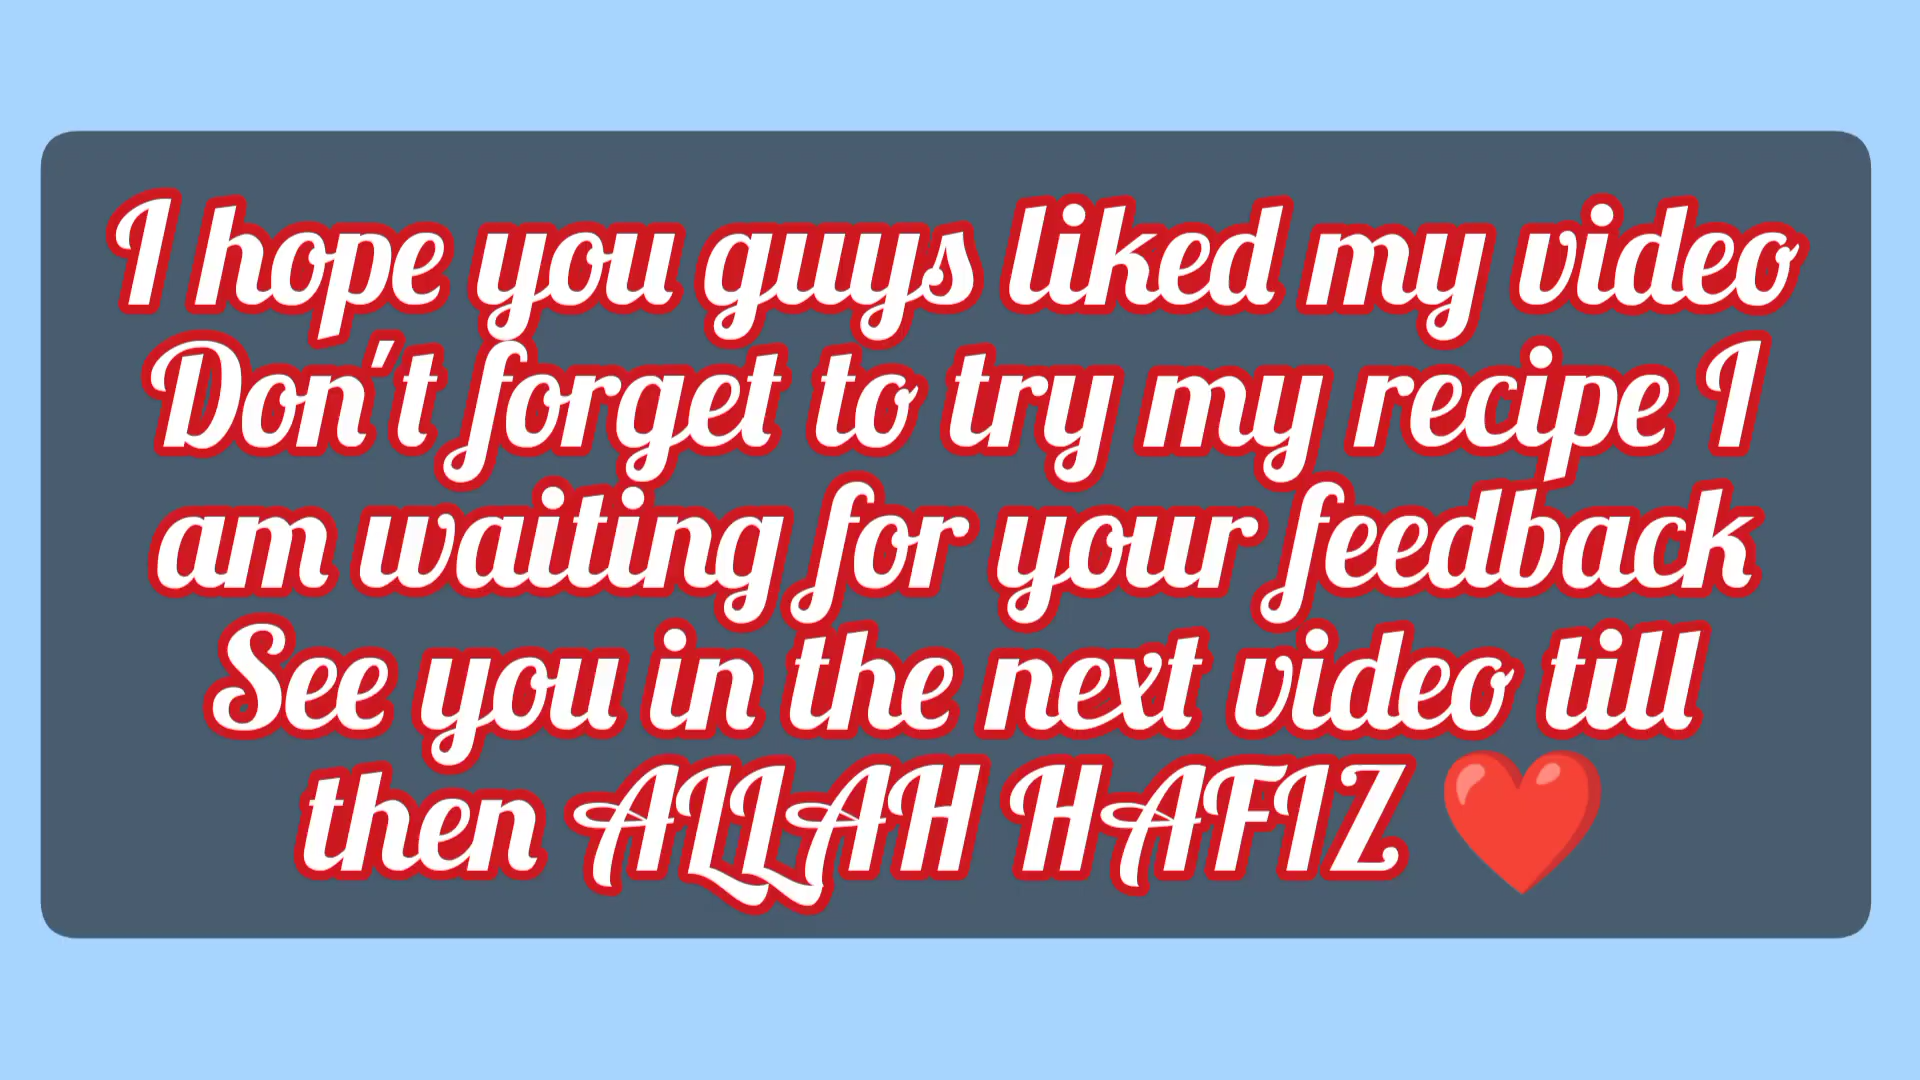 I hope you guys liked my video
Don't forget to try my recipe I
am waiting for your feedback
See you in the next video till
then ALLAH HAFIZ ❤️